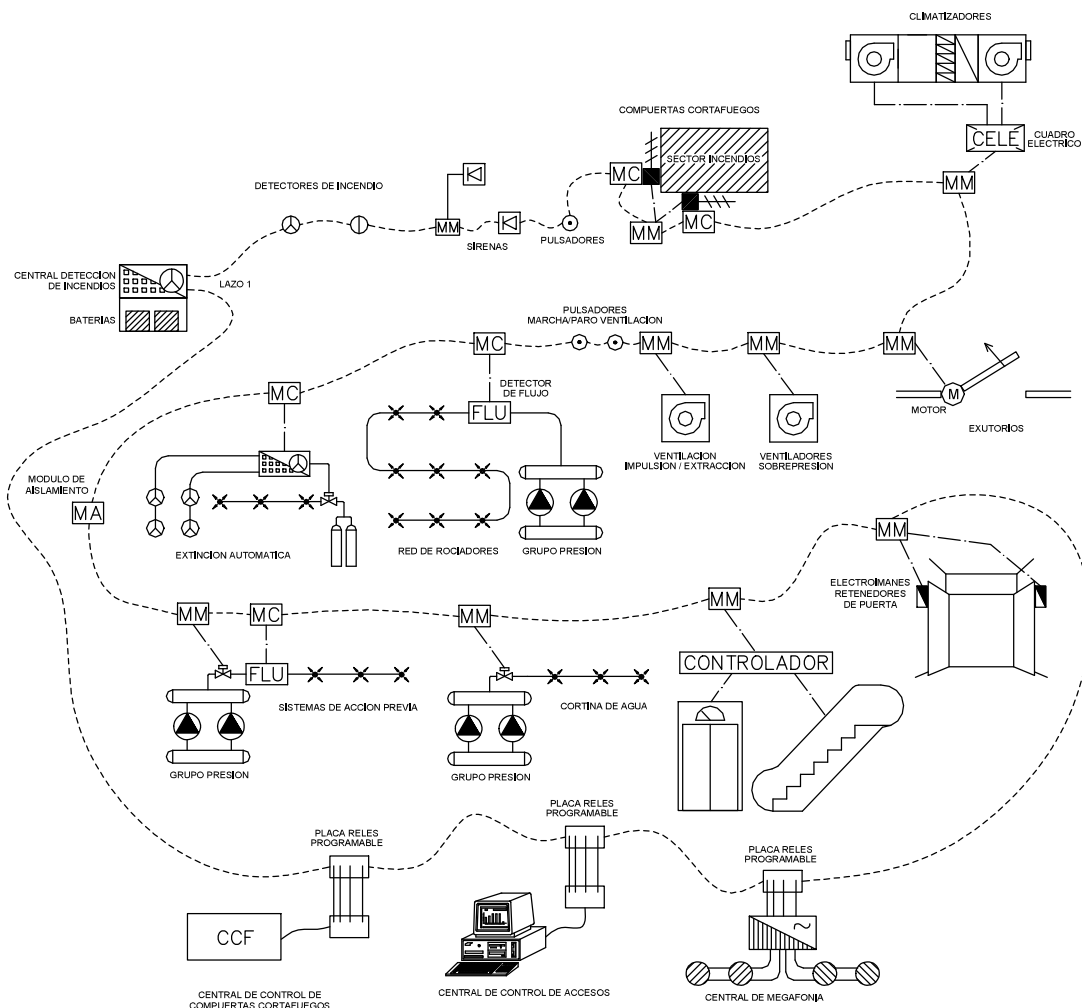 CLIMATIZADORES
COMPUERTAS CORTAFUEGOS
CELE
CUADRO
ELECTRICO
SECTOR INCENDIOS
MC
MM
DETECTORES DE INCENDIO
MM
MM
MC
SIRENAS
PULSADORES
CENTRAL DETECCION
DE INCENDIOS
LAZO 1
BATERIAS
PULSADORES
MARCHA/PARO VENTILACION
MC
MM
MM
MM
MC
DETECTOR
DE FLUJO
FLU
M
MOTOR
EXUTORIOS
VENTILACION
IMPULSION / EXTRACCION
VENTILADORES
SOBREPRESION
MODULO DE
AISLAMIENTO
MA
EXTINCION AUTOMATICA
RED DE ROCIADORES
GRUPO PRESION
MM
ELECTROIMANES
RETENEDORES
DE PUERTA
MM
MC
MM
MM
CONTROLADOR
FLU
SISTEMAS DE ACCION PREVIA
CORTINA DE AGUA
GRUPO PRESION
GRUPO PRESION
PLACA RELES
PROGRAMABLE
PLACA RELES
PROGRAMABLE
PLACA RELES
PROGRAMABLE
CCF
CENTRAL DE CONTROL DE
COMPUERTAS CORTAFUEGOS
CENTRAL DE CONTROL DE ACCESOS
CENTRAL DE MEGAFONIA